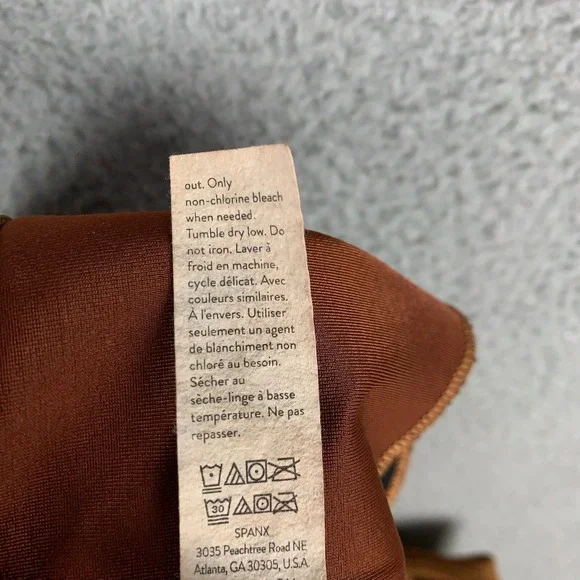 out. Only
non-chlorine bleach
when needed.
Tumble dry low. Do
not iron. Laver à
froid en machine,
cycle délicat. Avec
couleurs similaires.
À l'envers. Utiliser
seulement un agent
de blanchiment non
chloré au besoin.
Sécher au
sèche-linge à basse
température. Ne pas
repasser.
30
SPANX
3035 Peachtree Road NE
Atlanta, GA 30305, U.S.A.